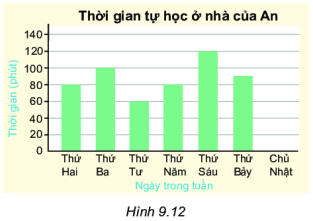 Thời gian tự học ở nhà của An
Thời gian (phút)
140
120
100
80
60
40
20
0
Thứ Hai
Thứ Ba
Thứ Tư
Thứ Năm
Thứ Sáu
Thứ Bảy
Chủ Nhật
Ngày trong tuần
Hình 9.12